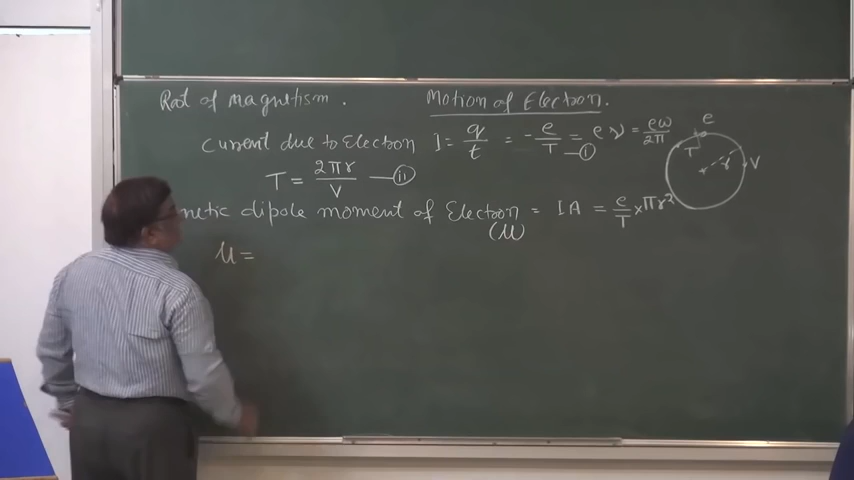 Root of magnetism.
Motion of Electron.
Current due to Electron I = q/t = -e/T = eν = eω/2π
—(i)
T = 2πr/v —(ii)
netic dipole moment of Electron = IA = e/T × πr²
(μ)
μ =
e
T
r
v